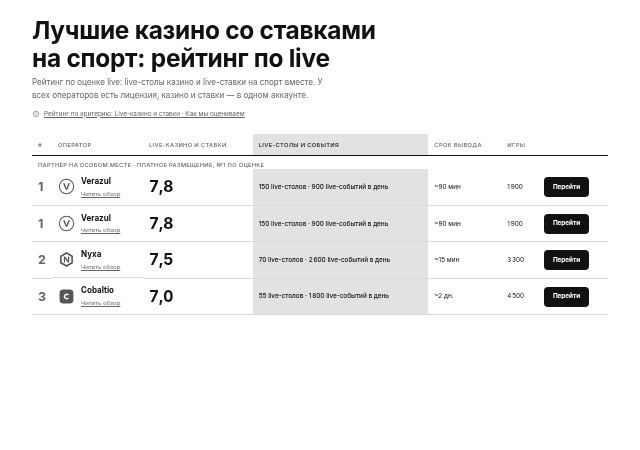 Лучшие казино со ставками
на спорт: рейтинг по live
Рейтинг по оценке live: live-столы казино и live-ставки на спорт вместе. У
всех операторов есть лицензия, казино и ставки — в одном аккаунте.
Рейтинг по критерию: Live-казино и ставки · Как мы оцениваем
# ОПЕРАТОР LIVE-КАЗИНО И СТАВКИ LIVE-СТОЛЫ И СОБЫТИЯ СРОК ВЫВОДА ИГРЫ
ПАРТНЁР НА ОСОБОМ МЕСТЕ · ПЛАТНОЕ РАЗМЕЩЕНИЕ, №1 ПО ОЦЕНКЕ
1 V Verazul 7,8 150 live-столов · 900 live-событий в день ~90 мин 1 900 Перейти
Читать обзор
1 V Verazul 7,8 150 live-столов · 900 live-событий в день ~90 мин 1 900 Перейти
Читать обзор
2 N Nyxa 7,5 70 live-столов · 2 600 live-событий в день ~15 мин 3 300 Перейти
Читать обзор
3 C Cobaltio 7,0 55 live-столов · 1 800 live-событий в день ~2 дн. 4 500 Перейти
Читать обзор